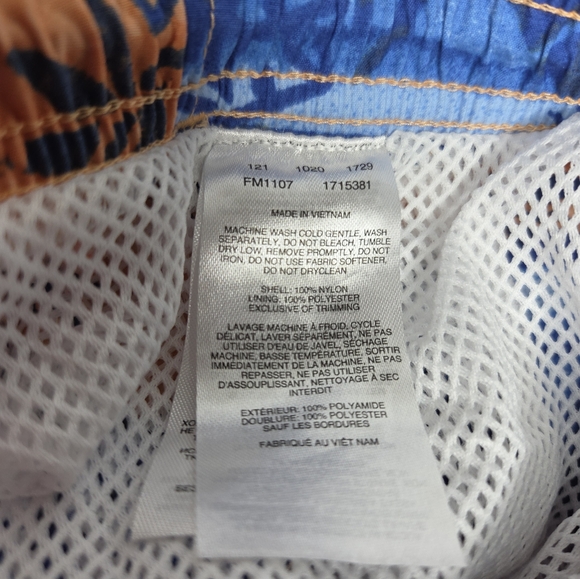 121 1D20 1729
FM1107 1715381
MADE IN VIETNAM
MACHINE WASH COLD GENTLE, WASH
SEPARATELY, DO NOT BLEACH, TUMBLE
DRY LOW, REMOVE PROMPTLY, DO NOT
IRON, DO NOT USE FABRIC SOFTENER,
DO NOT DRYCLEAN
SHELL: 100% NYLON
LINING: 100% POLYESTER
EXCLUSIVE OF TRIMMING
LAVAGE MACHINE À FROID, CYCLE
DÉLICAT, LAVER SÉPARÉMENT, NE PAS
UTILISER D'EAU DE JAVEL, SÉCHAGE
MACHINE, BASSE TEMPÉRATURE, SORTIR
IMMÉDIATEMENT DE LA MACHINE, NE PAS
REPASSER, NE PAS UTILISER
D'ASSOUPLISSANT, NETTOYAGE À SEC
INTERDIT
EXTÉRIEUR: 100% POLYAMIDE
DOUBLURE: 100% POLYESTER
SAUF LES BORDURES
FABRIQUÉ AU VIÊT NAM